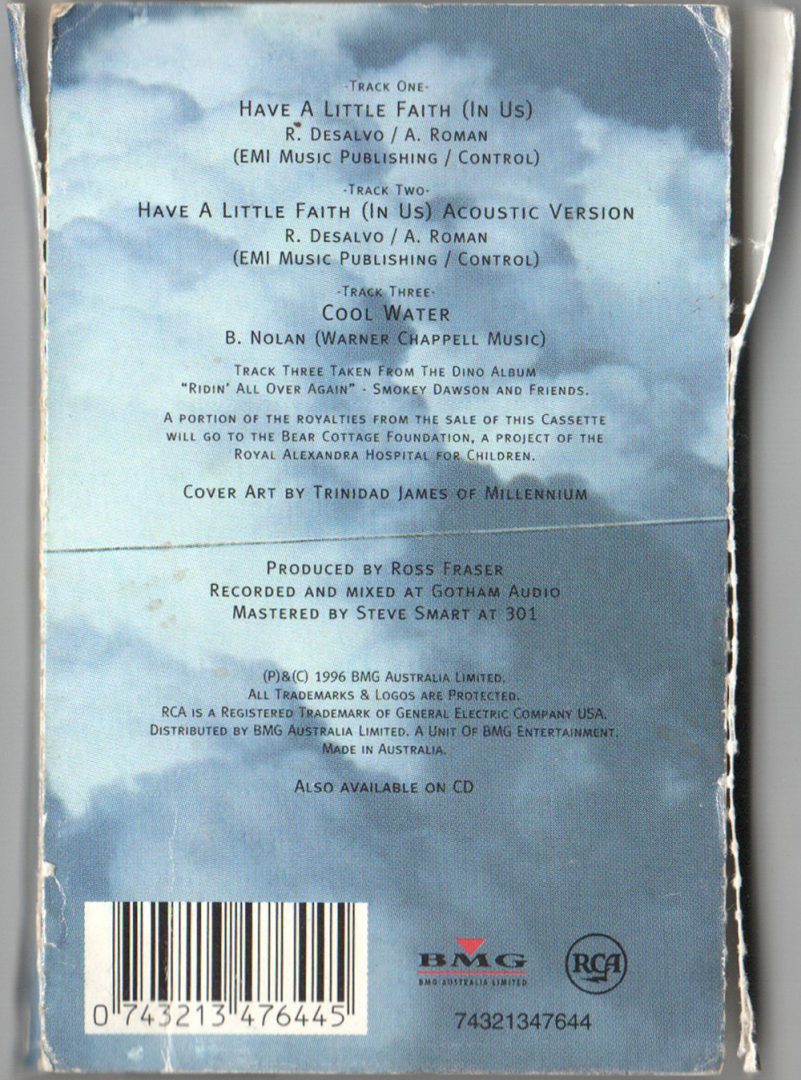 -Track One-
Have A Little Faith (In Us)
R. Desalvo / A. Roman
(EMI Music Publishing / Control)
-Track Two-
Have A Little Faith (In Us) Acoustic Version
R. Desalvo / A. Roman
(EMI Music Publishing / Control)
-Track Three-
Cool Water
B. Nolan (Warner Chappell Music)
Track Three Taken From The Dino Album
"Ridin' All Over Again" - Smokey Dawson and Friends.
A portion of the royalties from the sale of this Cassette
will go to the Bear Cottage Foundation, a project of the
Royal Alexandra Hospital for Children.
Cover Art by Trinidad James of Millennium
Produced by Ross Fraser
Recorded and mixed at Gotham Audio
Mastered by Steve Smart at 301
(P)&(C) 1996 BMG Australia Limited.
All Trademarks & Logos are Protected.
RCA is a Registered Trademark of General Electric Company USA.
Distributed by BMG Australia Limited. A Unit Of BMG Entertainment.
Made in Australia.
Also available on CD
BMG
BMG AUSTRALIA LIMITED
RCA
0 743213 476445
74321347644